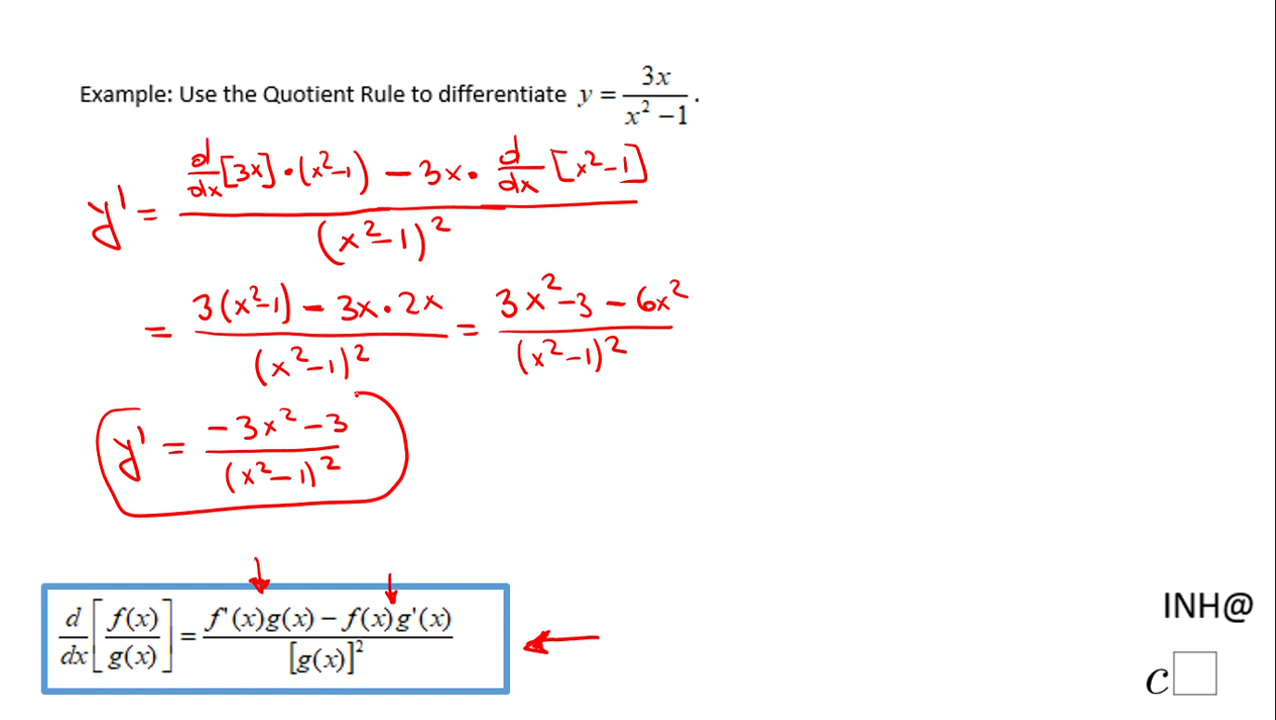 Example: Use the Quotient Rule to differentiate y = 3x / (x² − 1).
y' = (d/dx [3x] · (x²−1) − 3x · d/dx [x²−1]) / (x²−1)²
= (3(x²−1) − 3x · 2x) / (x²−1)² = (3x² − 3 − 6x²) / (x²−1)²
y' = (−3x² − 3) / (x²−1)²
d/dx [f(x) / g(x)] = (f'(x)g(x) − f(x)g'(x)) / [g(x)]²
INH@
c